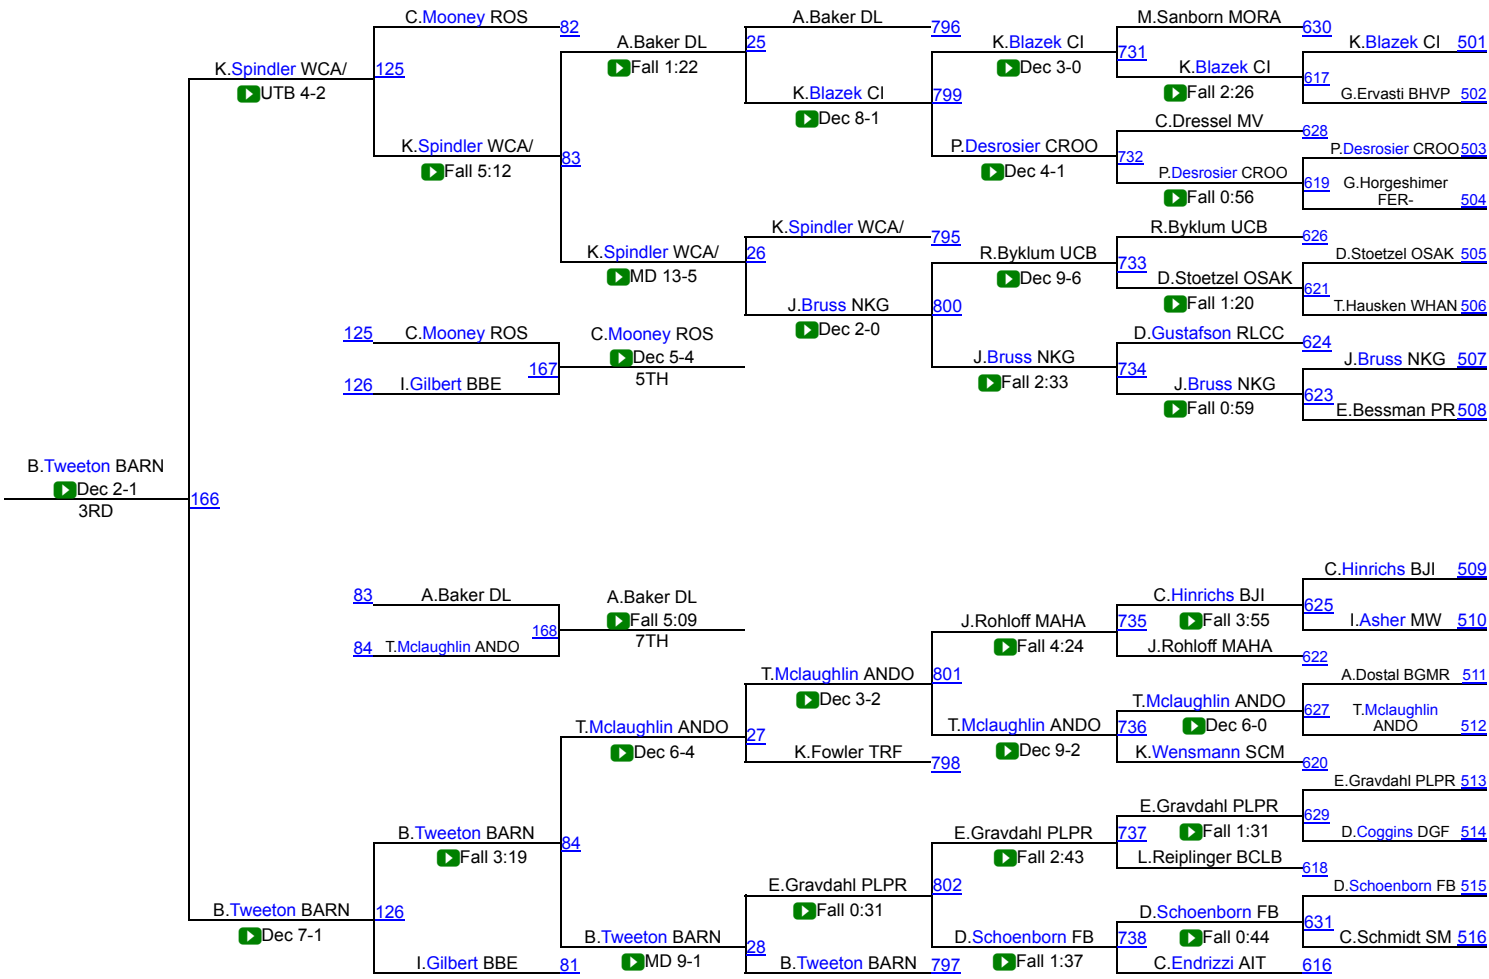 C.Mooney ROS
82
A.Baker DL
796
M.Sanborn MORA
630
A.Baker DL
25
K.Blazek CI
731
K.Blazek CI 501
Fall 1:22
Dec 3-0
K.Spindler WCA/
125
K.Blazek CI
617
UTB 4-2
K.Blazek CI
799
Fall 2:26
G.Ervasti BHVP 502
Dec 8-1
C.Dressel MV
628
K.Spindler WCA/
83
P.Desrosier CROO
732
P.Desrosier CROO 503
Fall 5:12
Dec 4-1
P.Desrosier CROO
619
G.Horgeshimer
FER-
504
Fall 0:56
K.Spindler WCA/
795
R.Byklum UCB
626
K.Spindler WCA/
26
R.Byklum UCB
733
D.Stoetzel OSAK 505
MD 13-5
Dec 9-6
D.Stoetzel OSAK
621
J.Bruss NKG
800
Fall 1:20
T.Hausken WHAN 506
Dec 2-0
125
C.Mooney ROS
C.Mooney ROS
D.Gustafson RLCC
624
Dec 5-4
J.Bruss NKG
734
J.Bruss NKG 507
167
5TH
Fall 2:33
126
I.Gilbert BBE
J.Bruss NKG
623
Fall 0:59
E.Bessman PR 508
B.Tweeton BARN
Dec 2-1
166
3RD
C.Hinrichs BJI 509
83
A.Baker DL
A.Baker DL
C.Hinrichs BJI
625
Fall 5:09
J.Rohloff MAHA
735
Fall 3:55
I.Asher MW 510
168
7TH
Fall 4:24
84
T.Mclaughlin ANDO
J.Rohloff MAHA
622
T.Mclaughlin ANDO
801
A.Dostal BGMR 511
Dec 3-2
T.Mclaughlin ANDO
627
T.Mclaughlin
ANDO
512
T.Mclaughlin ANDO
27
T.Mclaughlin ANDO
736
Dec 6-0
Dec 6-4
K.Fowler TRF
798
Dec 9-2
K.Wensmann SCM
620
E.Gravdahl PLPR 513
B.Tweeton BARN
84
E.Gravdahl PLPR
737
E.Gravdahl PLPR
629
Fall 3:19
Fall 2:43
Fall 1:31
D.Coggins DGF 514
L.Reiplinger BCLB
618
E.Gravdahl PLPR
802
D.Schoenborn FB 515
B.Tweeton BARN
126
Fall 0:31
D.Schoenborn FB
631
Dec 7-1
B.Tweeton BARN
28
D.Schoenborn FB
738
Fall 0:44
C.Schmidt SM 516
I.Gilbert BBE
81
MD 9-1
B.Tweeton BARN
797
Fall 1:37
C.Endrizzi AIT
616